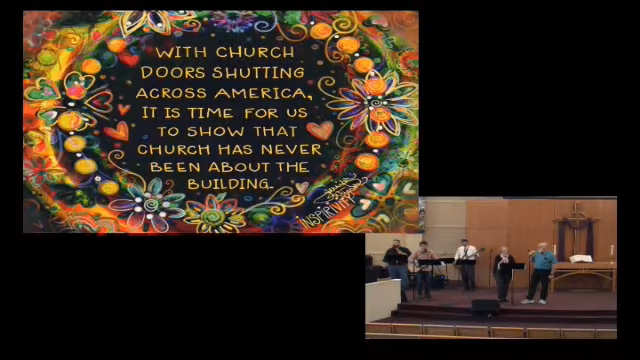 WITH CHURCH
DOORS SHUTTING
ACROSS AMERICA,
IT IS TIME FOR US
TO SHOW THAT
CHURCH HAS NEVER
BEEN ABOUT THE
BUILDING.
INSPIRIVITY